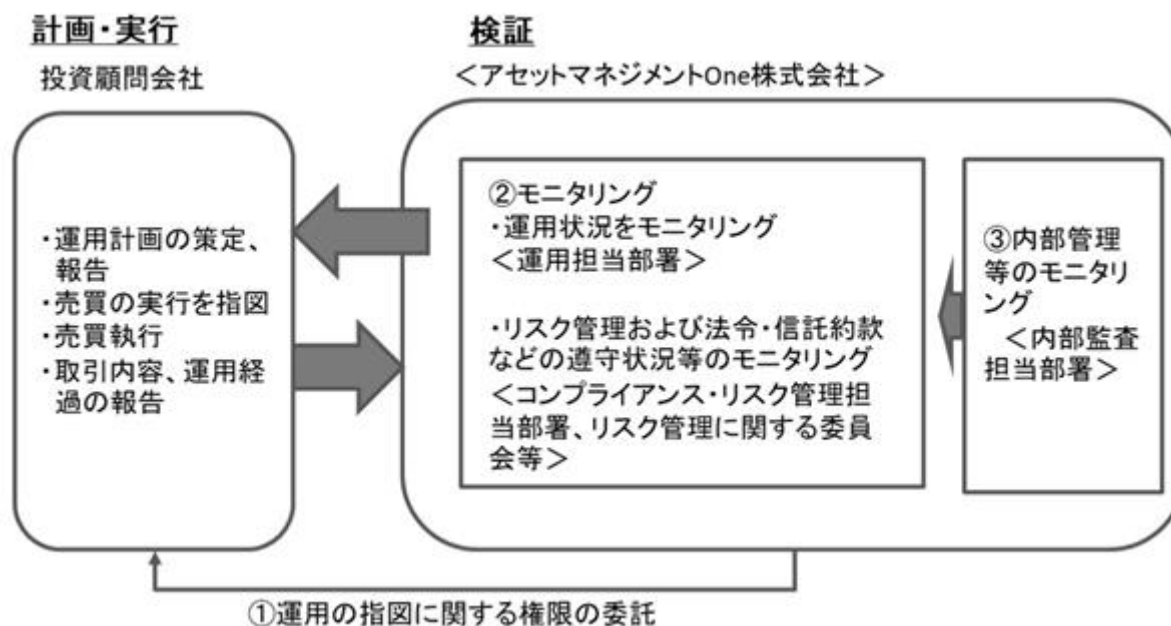 計画・実行
投資顧問会社
・運用計画の策定、
報告
・売買の実行を指図
・売買執行
・取引内容、運用経
過の報告
検証
＜アセットマネジメントOne株式会社＞
②モニタリング
・運用状況をモニタリング
＜運用担当部署＞
・リスク管理および法令・信託約款
などの遵守状況等のモニタリング
＜コンプライアンス・リスク管理担
当部署、リスク管理に関する委員
会等＞
③内部管理
等のモニタリ
ング
＜内部監査
担当部署＞
①運用の指図に関する権限の委託